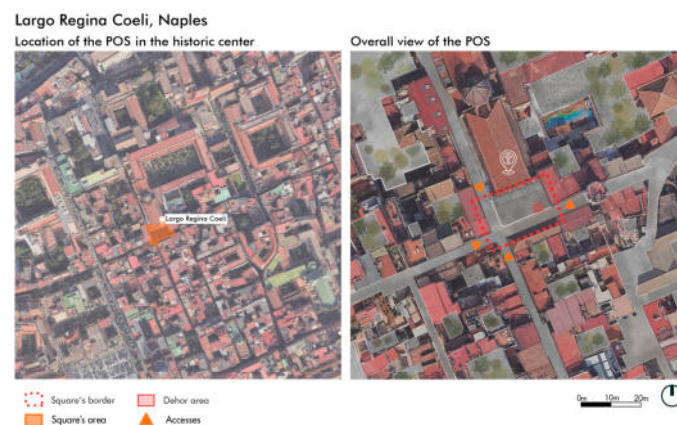 Largo Regina Coeli, Naples
Location of the POS in the historic center
Overall view of the POS
Largo Regina Coeli
Square's border
Dehor area
Square's area
Accesses
0m 10m 20m